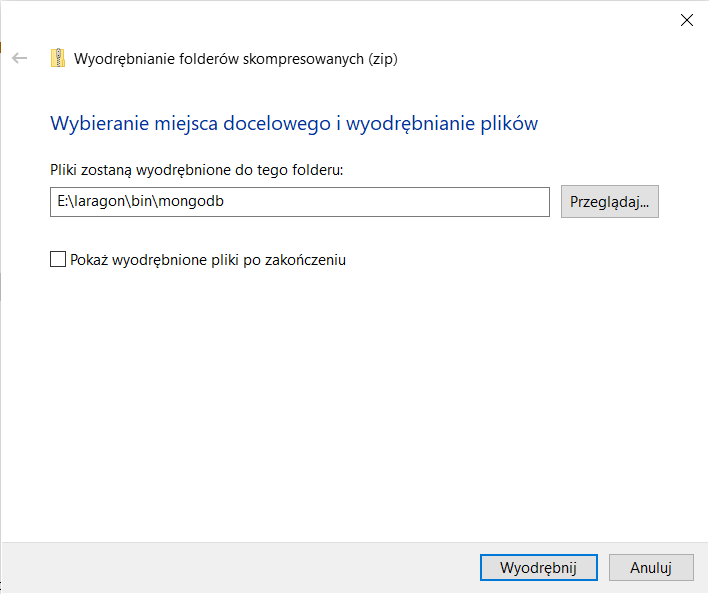 Wyodrębnianie folderów skompresowanych (zip)
Wybieranie miejsca docelowego i wyodrębnianie plików
Pliki zostaną wyodrębnione do tego folderu:
E:\laragon\bin\mongodb
Przeglądaj...
Pokaż wyodrębnione pliki po zakończeniu
Wyodrębnij
Anuluj